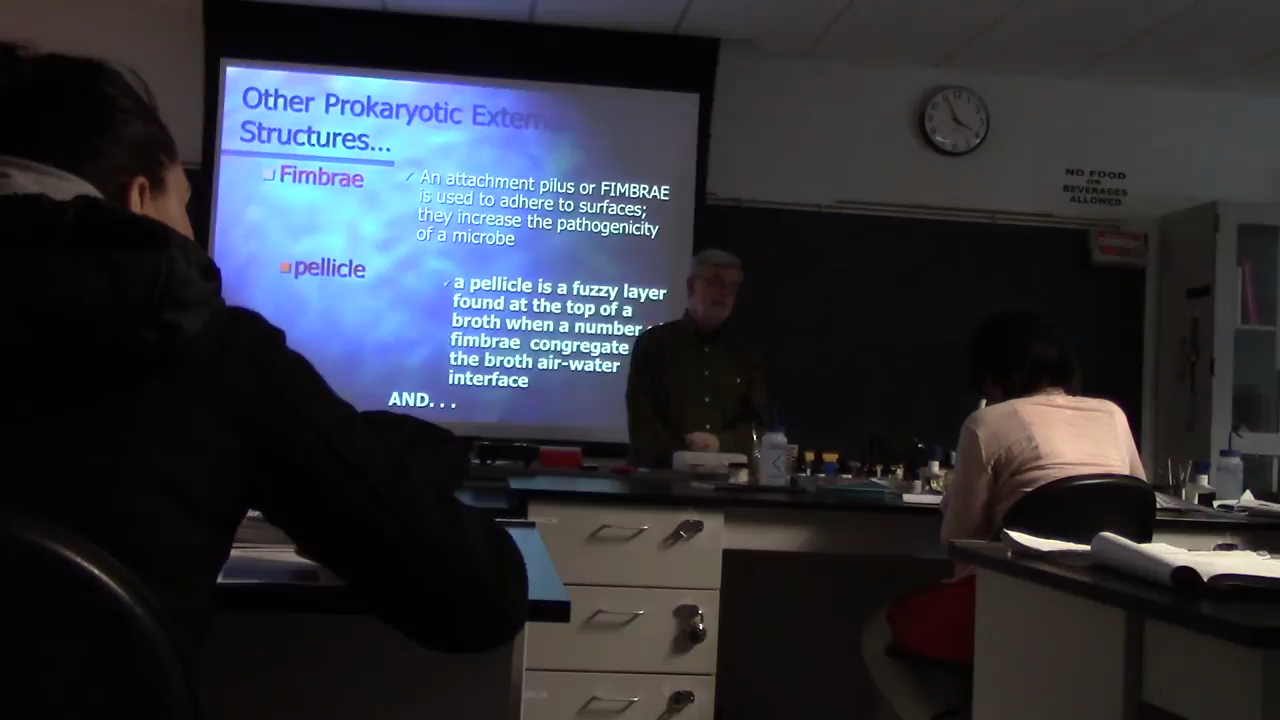 Other Prokaryotic Extern
Structures...
Fimbrae
An attachment pilus or FIMBRAE
is used to adhere to surfaces;
they increase the pathogenicity
of a microbe
pellicle
a pellicle is a fuzzy layer
found at the top of a
broth when a number
fimbrae congregate
the broth air-water
interface
AND...
NO FOOD
OR
BEVERAGES
ALLOWED